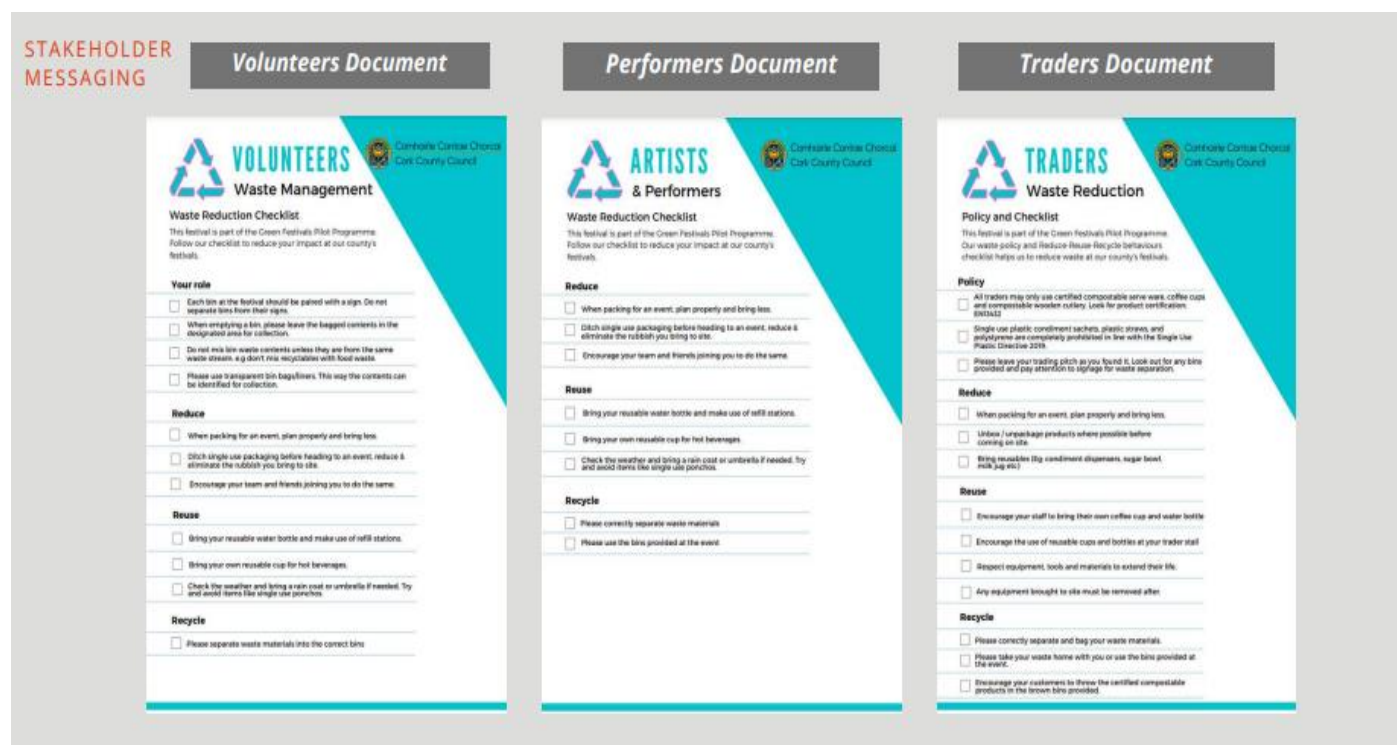 STAKEHOLDER
MESSAGING
Volunteers Document
Performers Document
Traders Document
VOLUNTEERS
Waste Management
Comhairle Contae Chorcaí
Cork County Council
Waste Reduction Checklist
This festival is part of the Green Festivals Pilot Programme.
Follow our checklist to reduce your impact at our county's
festivals.
Your role
Each bin at the festival should be paired with a sign. Do not
separate bins from their signs.
When emptying a bin, please leave the bagged contents in the
designated area for collection.
Do not mix bin waste contents unless they are from the same
waste stream. e.g don't mix recyclables with food waste.
Please use transparent bin bags/liners. This way the contents can
be identified for collection.
Reduce
When packing for an event, plan properly and bring less.
Ditch single use packaging before heading to an event, reduce &
eliminate the rubbish you bring to site.
Encourage your team and friends joining you to do the same.
Reuse
Bring your reusable water bottle and make use of refill stations.
Bring your own reusable cup for hot beverages.
Check the weather and bring a rain coat or umbrella if needed. Try
and avoid items like single use ponchos.
Recycle
Please separate waste materials into the correct bins
ARTISTS
& Performers
Comhairle Contae Chorcaí
Cork County Council
Waste Reduction Checklist
This festival is part of the Green Festivals Pilot Programme.
Follow our checklist to reduce your impact at our county's
festivals.
Reduce
When packing for an event, plan properly and bring less.
Ditch single use packaging before heading to an event, reduce &
eliminate the rubbish you bring to site.
Encourage your team and friends joining you to do the same.
Reuse
Bring your reusable water bottle and make use of refill stations.
Bring your own reusable cup for hot beverages.
Check the weather and bring a rain coat or umbrella if needed. Try
and avoid items like single use ponchos.
Recycle
Please correctly separate waste materials
Please use the bins provided at the event
TRADERS
Waste Reduction
Comhairle Contae Chorcaí
Cork County Council
Policy and Checklist
This festival is part of the Green Festivals Pilot Programme.
Our waste policy and Reduce-Reuse-Recycle behaviours
checklist helps us to reduce waste at our county's festivals.
Policy
All traders may only use certified compostable serve ware, coffee cups
and compostable wooden cutlery. Look for product certification:
EN13432
Single use plastic condiment sachets, plastic straws, and
polystyrene are completely prohibited in line with the Single Use
Plastic Directive 2019.
Please leave your trading pitch as you found it. Look out for any bins
provided and pay attention to signage for waste separation.
Reduce
When packing for an event, plan properly and bring less.
Unbox / unpackage products where possible before
coming on site.
Bring reusables (Eg: condiment dispensers, sugar bowl,
milk jug etc)
Reuse
Encourage your staff to bring their own coffee cup and water bottle
Encourage the use of reusable cups and bottles at your trader stall
Respect equipment, tools and materials to extend their life.
Any equipment brought to site must be removed after.
Recycle
Please correctly separate and bag your waste materials.
Please take your waste home with you or use the bins provided at
the event.
Encourage your customers to throw the certified compostable
products in the brown bins provided.